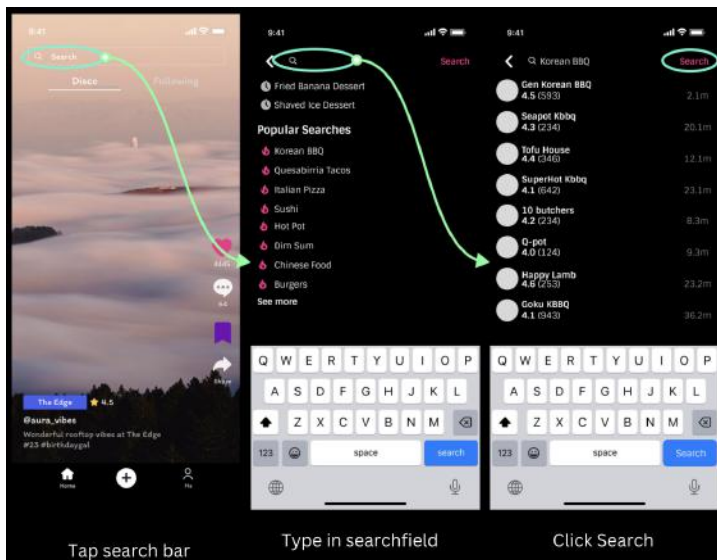 9:41
Search
Disco
Following
64
Share
The Edge
4.5
@aura_vibes
Wonderful rooftop vibes at The Edge
#23 #birthdaygal
Home
Me
Tap search bar
9:41
Search
Fried Banana Dessert
Shaved Ice Dessert
Popular Searches
Korean BBQ
Quesabirria Tacos
Italian Pizza
Sushi
Hot Pot
Dim Sum
Chinese Food
Burgers
See more
Q W E R T Y U I O P
A S D F G H J K L
Z X C V B N M
123 space search
Type in searchfield
9:41
Korean BBQ Search
Gen Korean BBQ
4.5 (593) 2.1m
Seapot Kbbq
4.3 (234) 20.1m
Tofu House
4.4 (346) 12.1m
SuperHot Kbbq
4.1 (642) 23.1m
10 butchers
4.2 (234) 8.3m
Q-pot
4.0 (124) 9.3m
Happy Lamb
4.6 (253) 23.2m
Goku KBBQ
4.1 (943) 36.2m
Q W E R T Y U I O P
A S D F G H J K L
Z X C V B N M
123 space Search
Click Search